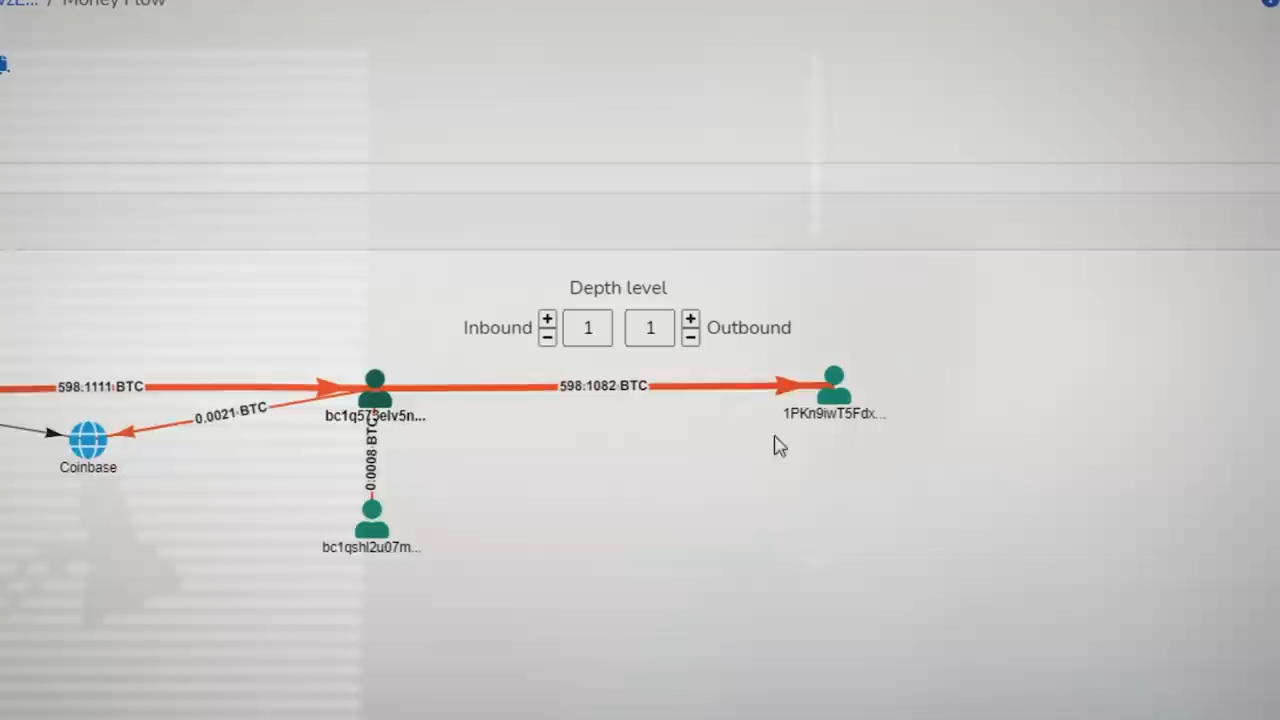 / Money Flow
Depth level
Inbound + - 1 1 + - Outbound
598.1111 BTC
598.1082 BTC
0.0021 BTC
bc1q573elv5n...
1PKn9iwT5Fdx...
0.0008 BTC
Coinbase
bc1qshl2u07m...